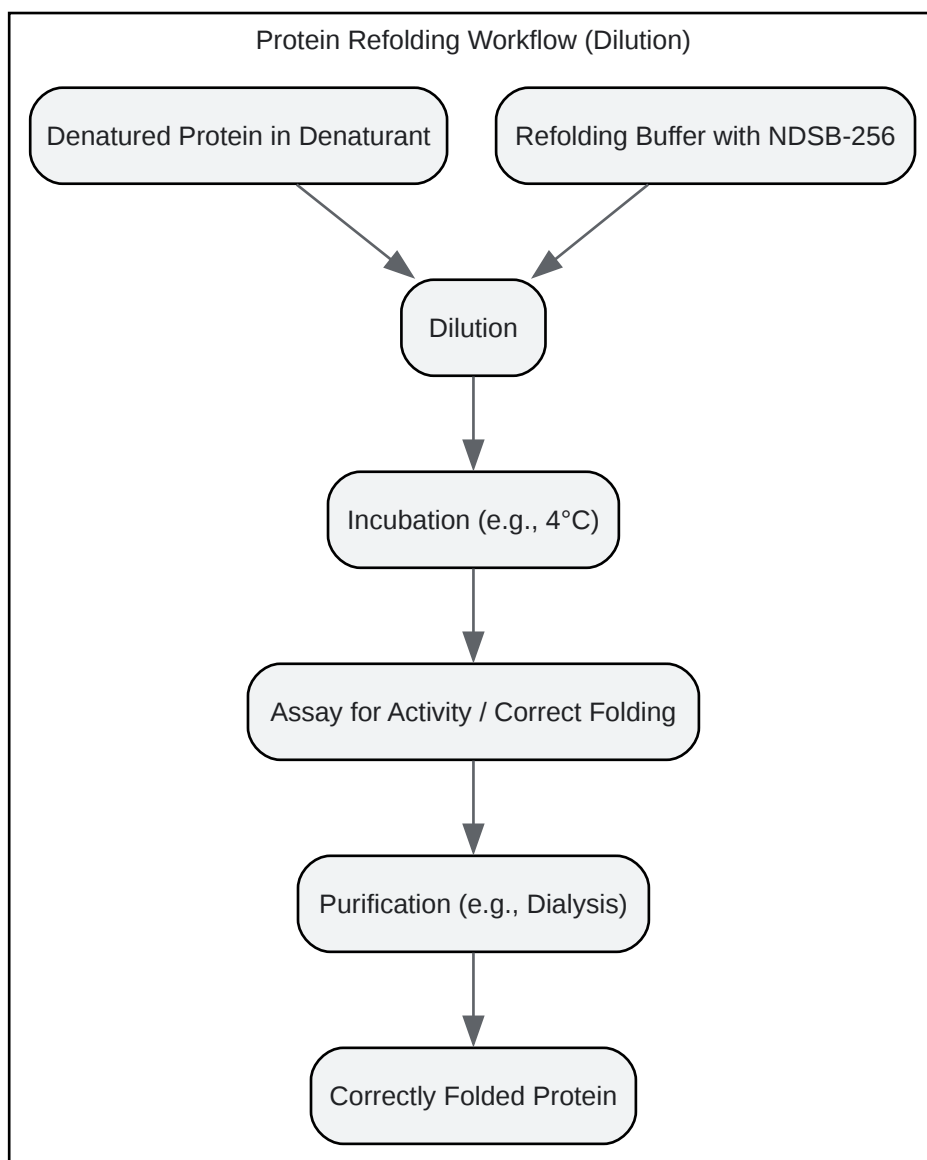 Protein Refolding Workflow (Dilution)
Denatured Protein in Denaturant
Refolding Buffer with NDSB-256
Dilution
Incubation (e.g., 4°C)
Assay for Activity / Correct Folding
Purification (e.g., Dialysis)
Correctly Folded Protein